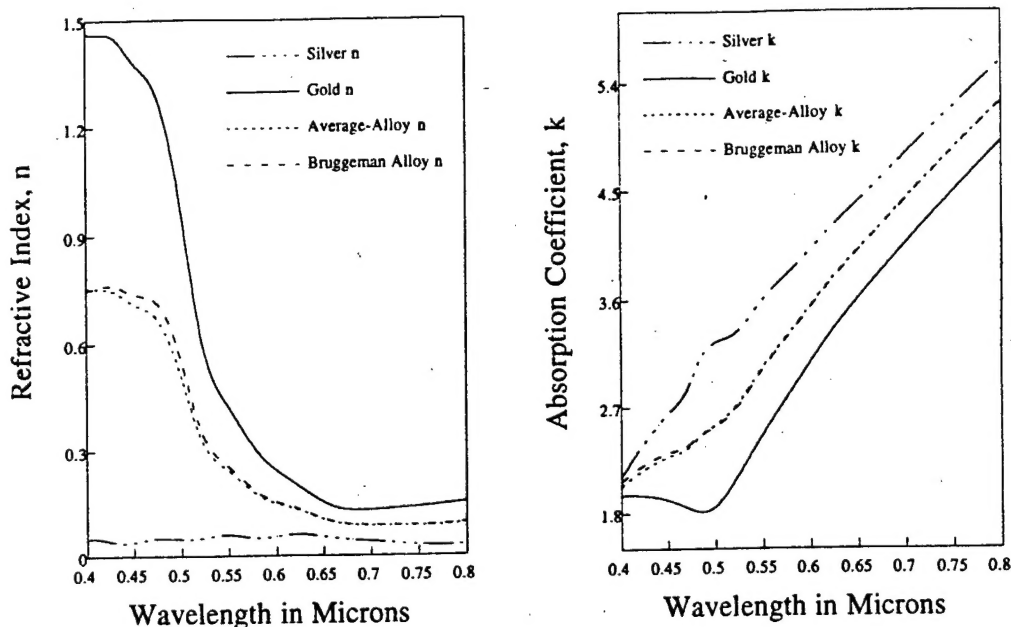 1.5
1.2
0.9
0.6
0.3
0
Refractive Index, n
Silver n
Gold n
Average-Alloy n
Bruggeman Alloy n
0.4 0.45 0.5 0.55 0.6 0.65 0.7 0.75 0.8
Wavelength in Microns
5.4
4.5
3.6
2.7
1.8
Absorption Coefficient, k
Silver k
Gold k
Average-Alloy k
Bruggeman Alloy k
0.4 0.45 0.5 0.55 0.6 0.65 0.7 0.75 0.8
Wavelength in Microns